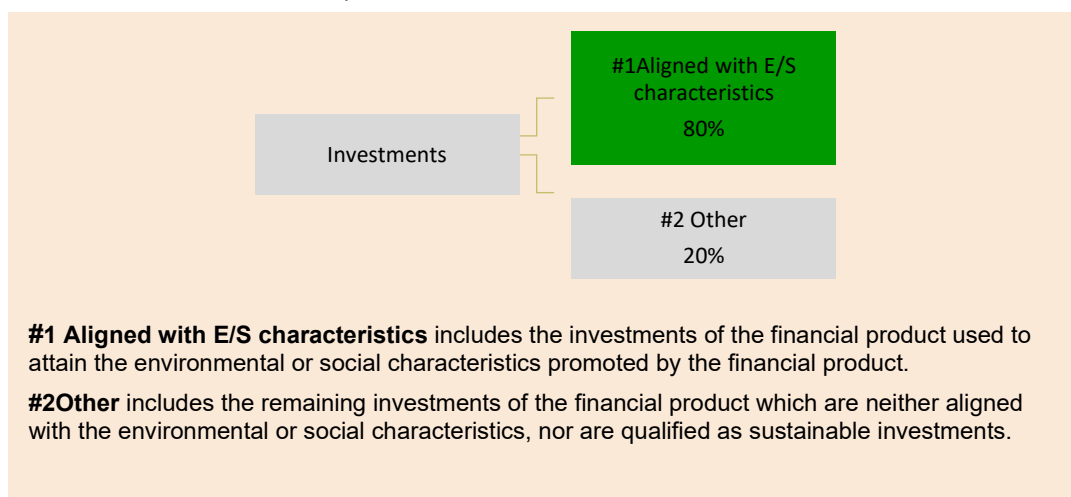 #1Aligned with E/S
characteristics
80%
Investments
#2 Other
20%
#1 Aligned with E/S characteristics includes the investments of the financial product used to
attain the environmental or social characteristics promoted by the financial product.
#2Other includes the remaining investments of the financial product which are neither aligned
with the environmental or social characteristics, nor are qualified as sustainable investments.